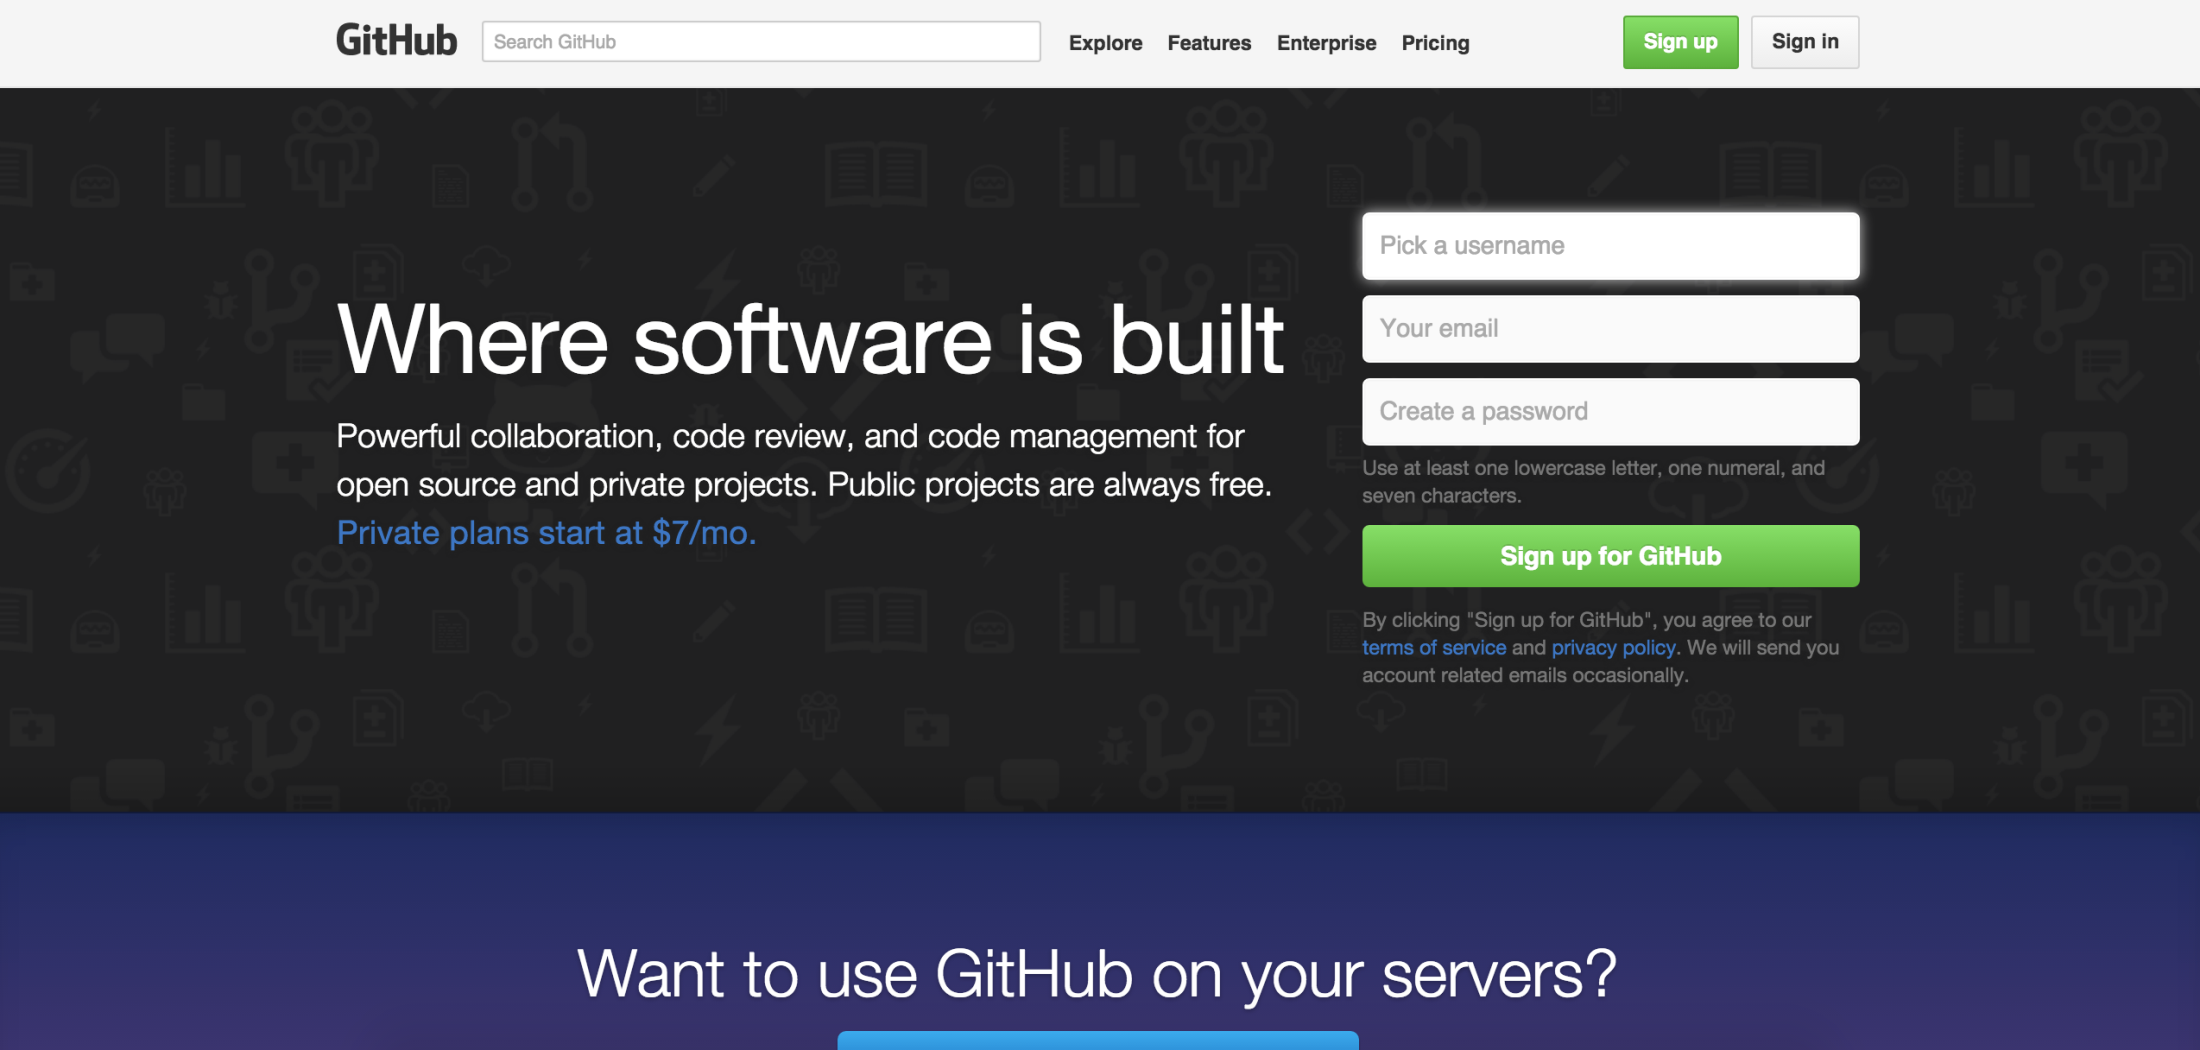 GitHub
Search GitHub
Explore
Features
Enterprise
Pricing
Sign up
Sign in
Where software is built
Powerful collaboration, code review, and code management for
open source and private projects. Public projects are always free.
Private plans start at $7/mo.
Pick a username
Your email
Create a password
Use at least one lowercase letter, one numeral, and
seven characters.
Sign up for GitHub
By clicking "Sign up for GitHub", you agree to our
terms of service and privacy policy. We will send you
account related emails occasionally.
Want to use GitHub on your servers?